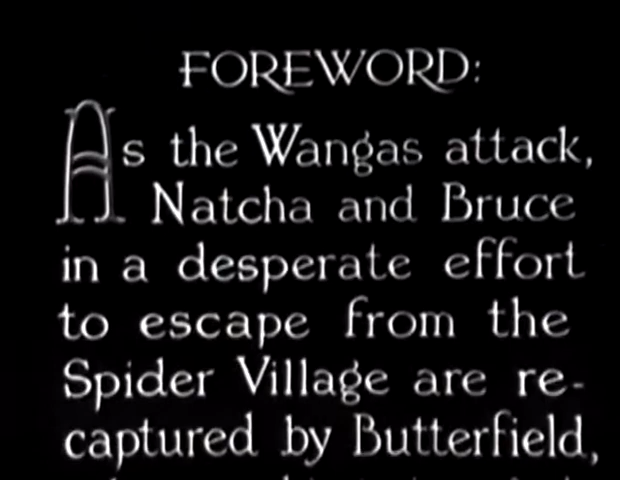 FOREWORD:
As the Wangas attack,
Natcha and Bruce
in a desperate effort
to escape from the
Spider Village are re-
captured by Butterfield,